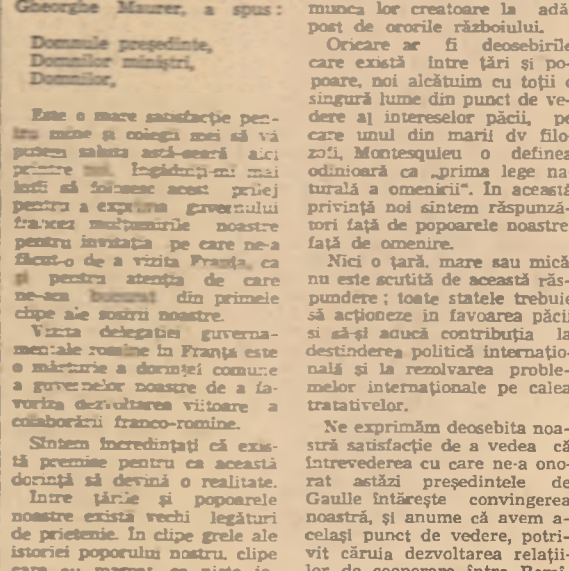 Gheorghe Maurer, a spus :
Domnule președinte,
Domnilor miniștri,
Domnilor,
Este o mare satisfacție pen-
tru mine și colegii mei să vă
putem saluta astă-seară aici
printre noi. Îngăduiți-mi mai
întîi să folosesc acest prilej
pentru a exprima guvernului
francez mulțumirile noastre
pentru invitația pe care ne-a
făcut-o de a vizita Franța, ca
și pentru atenția de care
ne-am bucurat din primele
clipe ale sosirii noastre.
Vizita delegației guverna-
mentale romîne în Franța este
o mărturie a dorinței comune
a guvernelor noastre de a fa-
voriza dezvoltarea viitoare a
colaborării franco-romîne.
Sîntem încredințați că exis-
tă premise pentru ca această
dorință să devină o realitate.
Între țările și popoarele
noastre există vechi legături
de prietenie. În clipe grele ale
istoriei poporului nostru, clipe
munca lor creatoare la adă
post de ororile războiului.
Oricare ar fi deosebirile
care există între țări și po-
poare, noi alcătuim cu toții o
singură lume din punct de ve-
dere al intereselor păcii, pe
care unul din marii dv filo-
zofi, Montesquieu o definea
odinioară ca „prima lege na
turală a omenirii". În această
privință noi sîntem răspunză-
tori față de popoarele noastre
față de omenire.
Nici o țară, mare sau mică
nu este scutită de această răs-
pundere ; toate statele trebuie
să acționeze în favoarea păcii
si să-și aducă contribuția la
destinderea politică internațio-
nală și la rezolvarea proble-
melor internaționale pe calea
tratativelor.
Ne exprimăm deosebita noa-
stră satisfacție de a vedea că
întrevederea cu care ne-a ono-
rat astăzi președintele de
Gaulle întărește convingerea
noastră, și anume că avem a-
celași punct de vedere, potri-
vit căruia dezvoltarea relații-
lor de cooperare între Romî-